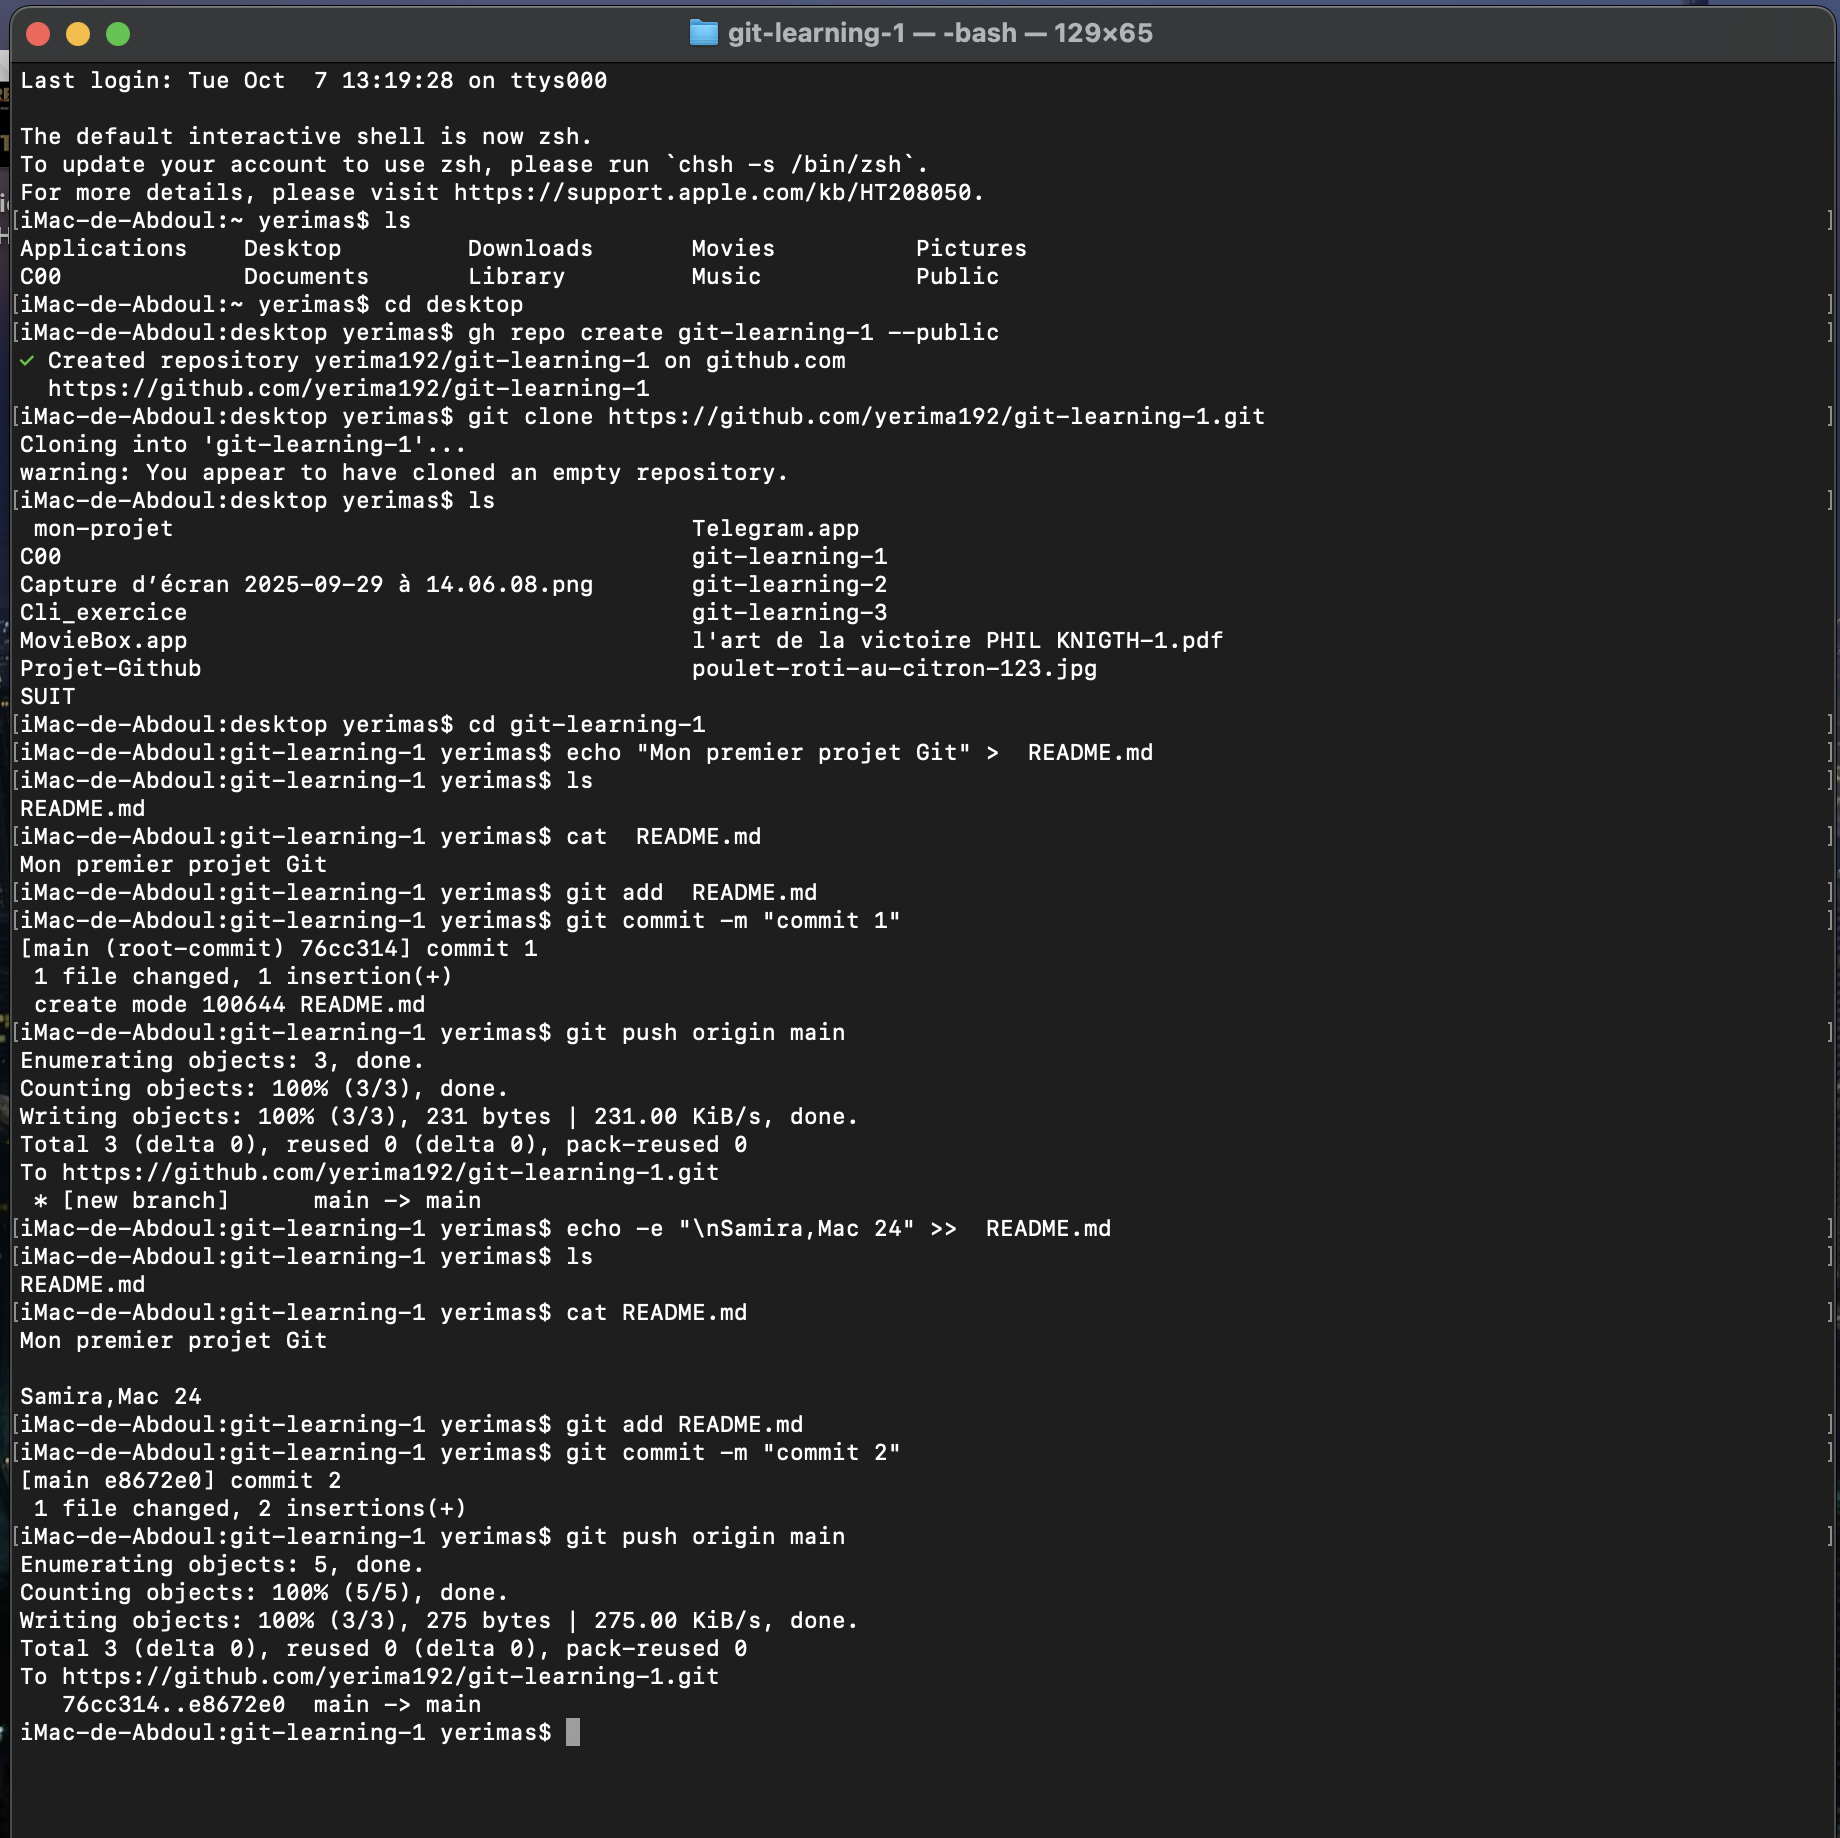 git-learning-1 — -bash — 129×65
Last login: Tue Oct  7 13:19:28 on ttys000
The default interactive shell is now zsh.
To update your account to use zsh, please run `chsh -s /bin/zsh`.
For more details, please visit https://support.apple.com/kb/HT208050.
[iMac-de-Abdoul:~ yerimas$ ls ]
Applications    Desktop         Downloads       Movies          Pictures
C00             Documents       Library         Music           Public
[iMac-de-Abdoul:~ yerimas$ cd desktop ]
[iMac-de-Abdoul:desktop yerimas$ gh repo create git-learning-1 --public ]
✓ Created repository yerima192/git-learning-1 on github.com
  https://github.com/yerima192/git-learning-1
[iMac-de-Abdoul:desktop yerimas$ git clone https://github.com/yerima192/git-learning-1.git ]
Cloning into 'git-learning-1'...
warning: You appear to have cloned an empty repository.
[iMac-de-Abdoul:desktop yerimas$ ls ]
 mon-projet                                     Telegram.app
C00                                             git-learning-1
Capture d’écran 2025-09-29 à 14.06.08.png       git-learning-2
Cli_exercice                                    git-learning-3
MovieBox.app                                    l'art de la victoire PHIL KNIGTH-1.pdf
Projet-Github                                   poulet-roti-au-citron-123.jpg
SUIT
[iMac-de-Abdoul:desktop yerimas$ cd git-learning-1 ]
[iMac-de-Abdoul:git-learning-1 yerimas$ echo "Mon premier projet Git" >  README.md ]
[iMac-de-Abdoul:git-learning-1 yerimas$ ls ]
README.md
[iMac-de-Abdoul:git-learning-1 yerimas$ cat  README.md ]
Mon premier projet Git
[iMac-de-Abdoul:git-learning-1 yerimas$ git add  README.md ]
[iMac-de-Abdoul:git-learning-1 yerimas$ git commit -m "commit 1" ]
[main (root-commit) 76cc314] commit 1
 1 file changed, 1 insertion(+)
 create mode 100644 README.md
[iMac-de-Abdoul:git-learning-1 yerimas$ git push origin main ]
Enumerating objects: 3, done.
Counting objects: 100% (3/3), done.
Writing objects: 100% (3/3), 231 bytes | 231.00 KiB/s, done.
Total 3 (delta 0), reused 0 (delta 0), pack-reused 0
To https://github.com/yerima192/git-learning-1.git
 * [new branch]      main -> main
[iMac-de-Abdoul:git-learning-1 yerimas$ echo -e "\nSamira,Mac 24" >>  README.md ]
[iMac-de-Abdoul:git-learning-1 yerimas$ ls ]
README.md
[iMac-de-Abdoul:git-learning-1 yerimas$ cat README.md ]
Mon premier projet Git
Samira,Mac 24
[iMac-de-Abdoul:git-learning-1 yerimas$ git add README.md ]
[iMac-de-Abdoul:git-learning-1 yerimas$ git commit -m "commit 2" ]
[main e8672e0] commit 2
 1 file changed, 2 insertions(+)
[iMac-de-Abdoul:git-learning-1 yerimas$ git push origin main ]
Enumerating objects: 5, done.
Counting objects: 100% (5/5), done.
Writing objects: 100% (3/3), 275 bytes | 275.00 KiB/s, done.
Total 3 (delta 0), reused 0 (delta 0), pack-reused 0
To https://github.com/yerima192/git-learning-1.git
   76cc314..e8672e0  main -> main
iMac-de-Abdoul:git-learning-1 yerimas$